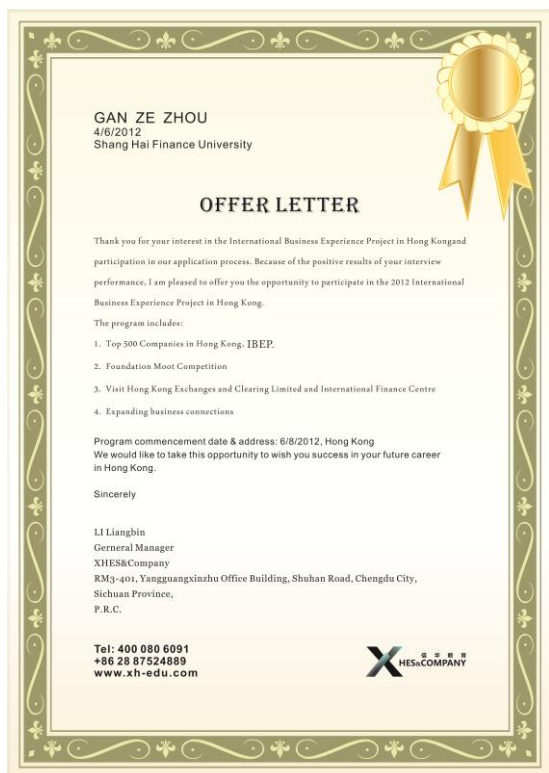 GAN ZE ZHOU
4/6/2012
Shang Hai Finance University
OFFER LETTER
Thank you for your interest in the International Business Experience Project in Hong Kongand
participation in our application process. Because of the positive results of your interview
performance, I am pleased to offer you the opportunity to participate in the 2012 International
Business Experience Project in Hong Kong.
The program includes:
1. Top 500 Companies in Hong Kong. IBEP.
2. Foundation Moot Competition
3. Visit Hong Kong Exchanges and Clearing Limited and International Finance Centre
4. Expanding business connections
Program commencement date & address: 6/8/2012, Hong Kong
We would like to take this opportunity to wish you success in your future career
in Hong Kong.
Sincerely
LI Liangbin
Gerneral Manager
XHES&Company
RM3-401, Yangguangxinzhu Office Building, Shuhan Road, Chengdu City,
Sichuan Province,
P.R.C.
Tel: 400 080 6091
+86 28 87524889
www.xh-edu.com
信华教育
XHES&COMPANY